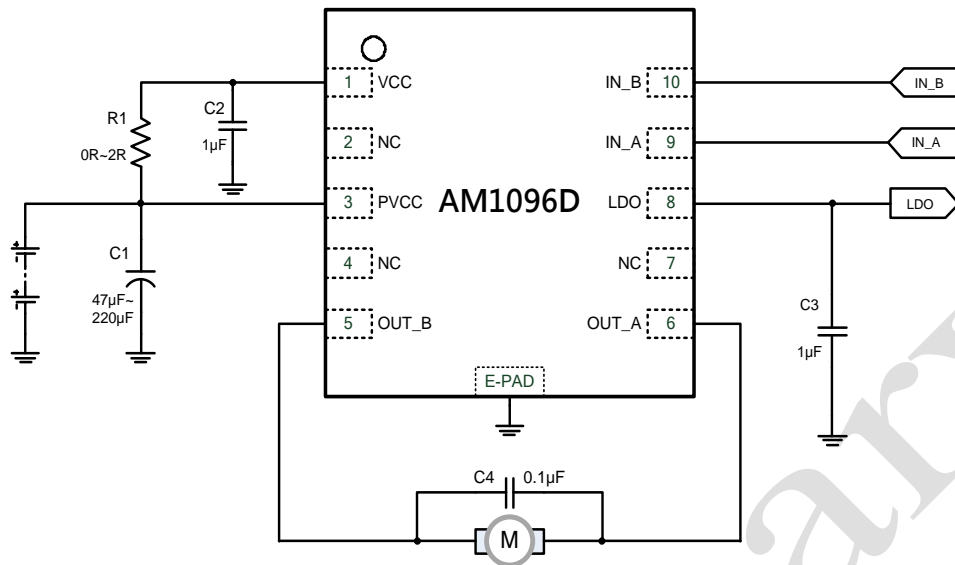 1 VCC
2 NC
3 PVCC
4 NC
5 OUT_B
IN_B 10
IN_A 9
LDO 8
NC 7
OUT_A 6
AM1096D
E-PAD
R1
0R~2R
C2
1µF
C1
47µF~
220µF
IN_B
IN_A
LDO
C3
1µF
C4 0.1µF
M